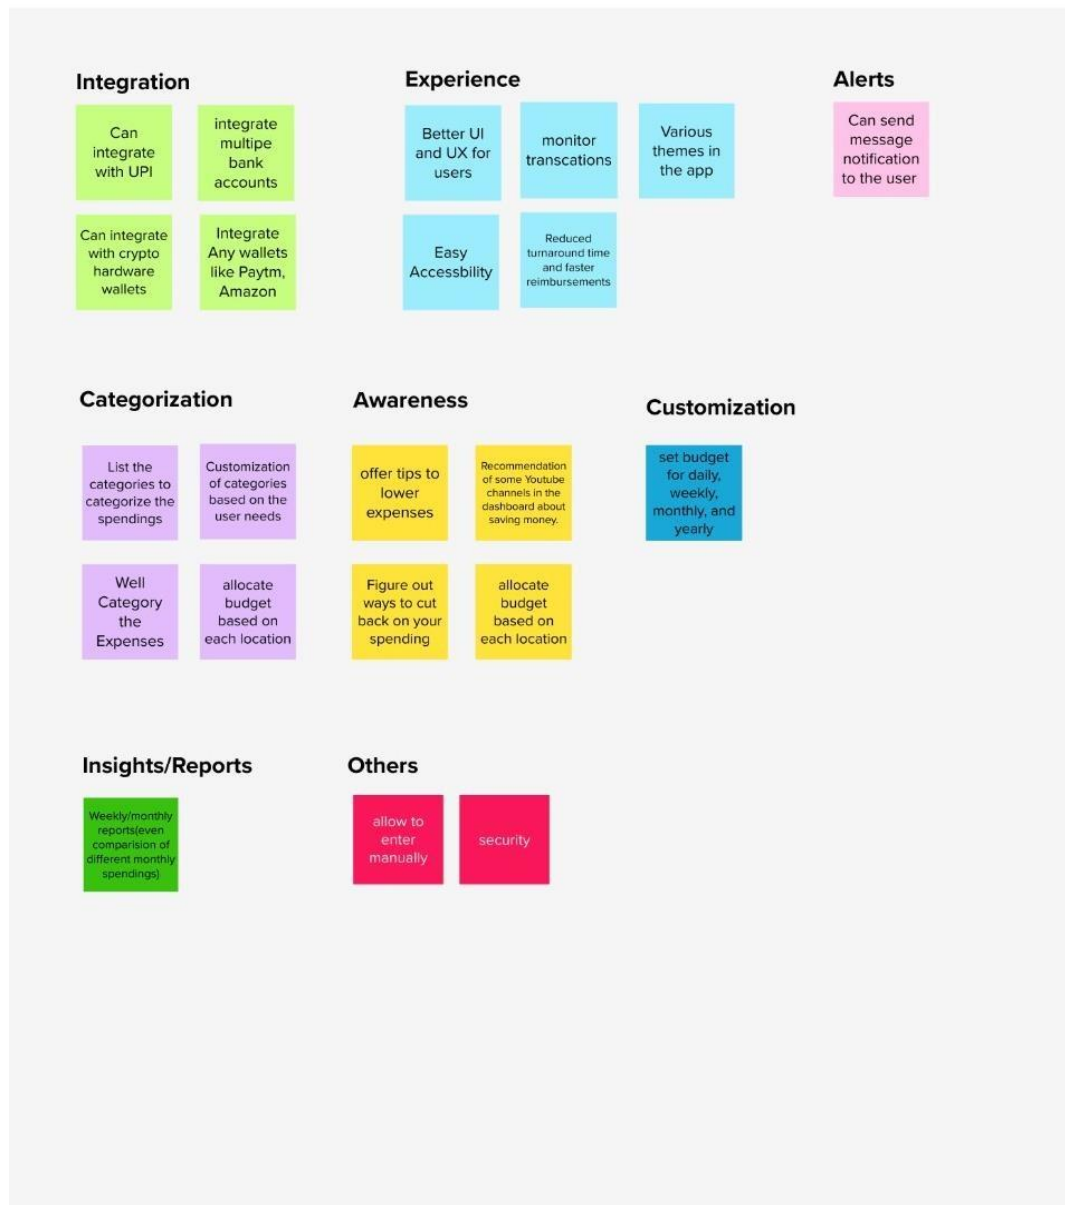 Integration
Can
integrate
with UPI
integrate
multipe
bank
accounts
Can integrate
with crypto
hardware
wallets
Integrate
Any wallets
like Paytm,
Amazon
Experience
Better UI
and UX for
users
monitor
transcations
Various
themes in
the app
Easy
Accessbility
Reduced
turnaround time
and faster
reimbursements
Alerts
Can send
message
notification
to the user
Categorization
List the
categories to
categorize the
spendings
Customization
of categories
based on the
user needs
Well
Category
the
Expenses
allocate
budget
based on
each location
Awareness
offer tips to
lower
expenses
Recommendation
of some Youtube
channels in the
dashboard about
saving money.
Figure out
ways to cut
back on your
spending
allocate
budget
based on
each location
Customization
set budget
for daily,
weekly,
monthly, and
yearly
Insights/Reports
Weekly/monthly
reports(even
comparision of
different monthly
spendings)
Others
allow to
enter
manually
security